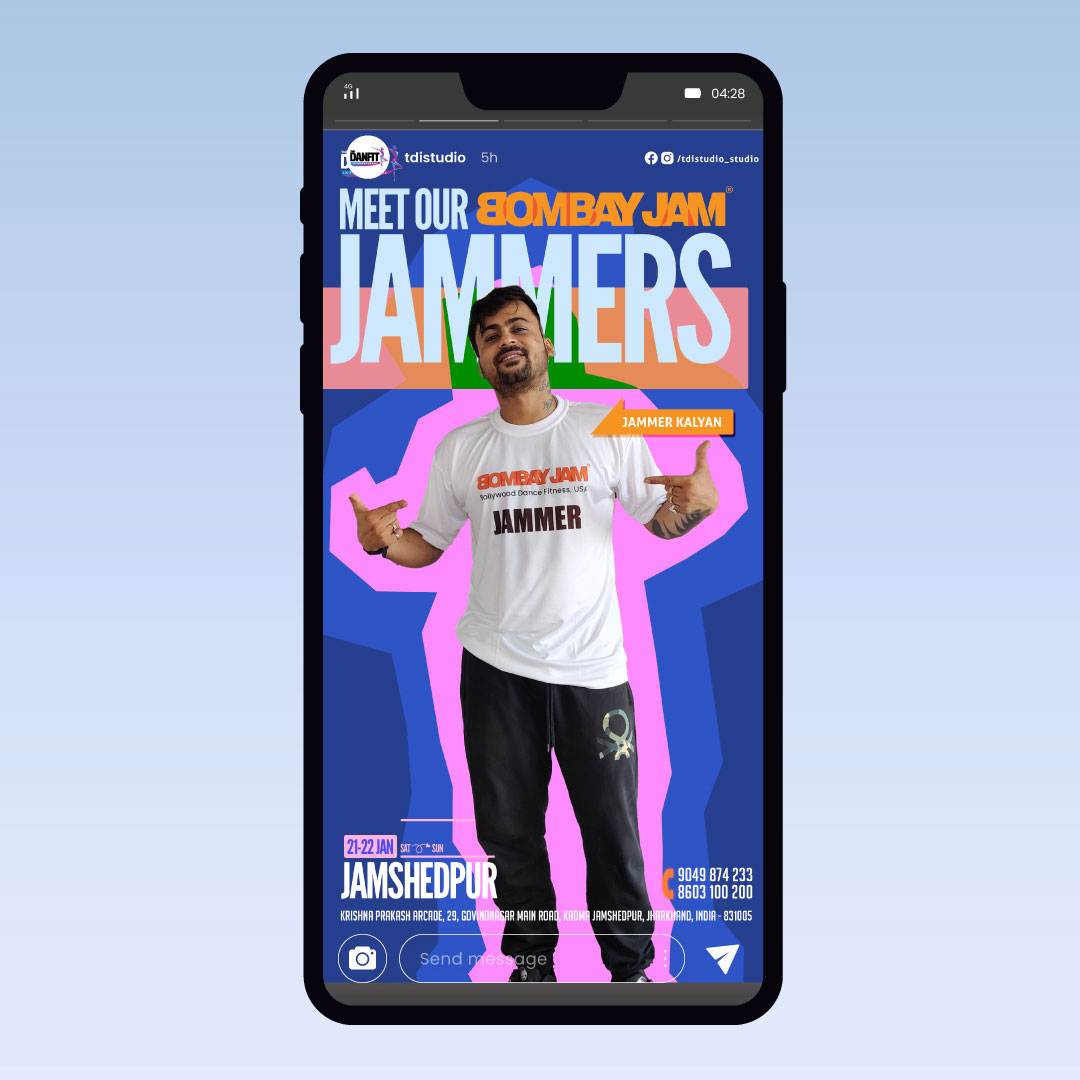 4G
04:28
DANFIT
tdistudio 5h
/tdistudio_studio
MEET OUR BOMBAY JAM®
JAMMERS
JAMMER KALYAN
BOMBAY JAM
Bollywood Dance Fitness, USA
JAMMER
21-22 JAN SAT SUN
JAMSHEDPUR
9049 874 233
8603 100 200
KRISHNA PRAKASH ARCADE, 29, GOVINDNAGAR MAIN ROAD, KADMA JAMSHEDPUR, JHARKHAND, INDIA - 831005
Send message